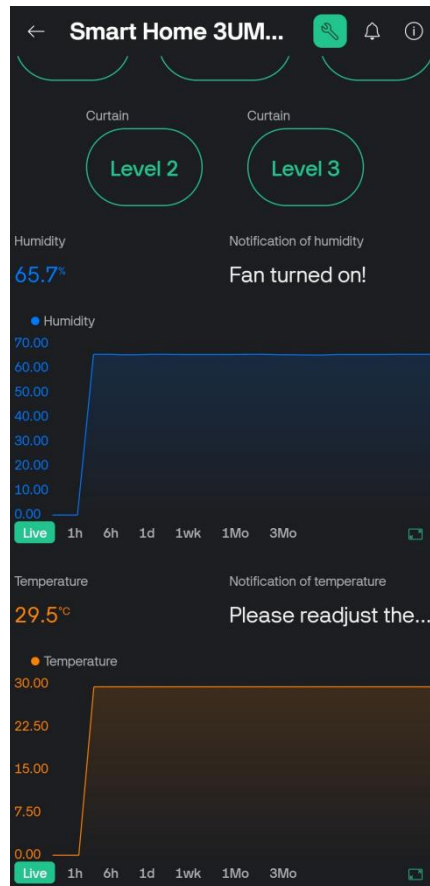 Smart Home 3UM...
Curtain Curtain
Level 2 Level 3
Humidity Notification of humidity
65.7% Fan turned on!
Humidity
70.00
60.00
50.00
40.00
30.00
20.00
10.00
0.00
Live 1h 6h 1d 1wk 1Mo 3Mo
Temperature Notification of temperature
29.5°C Please readjust the...
Temperature
30.00
22.50
15.00
7.50
0.00
Live 1h 6h 1d 1wk 1Mo 3Mo